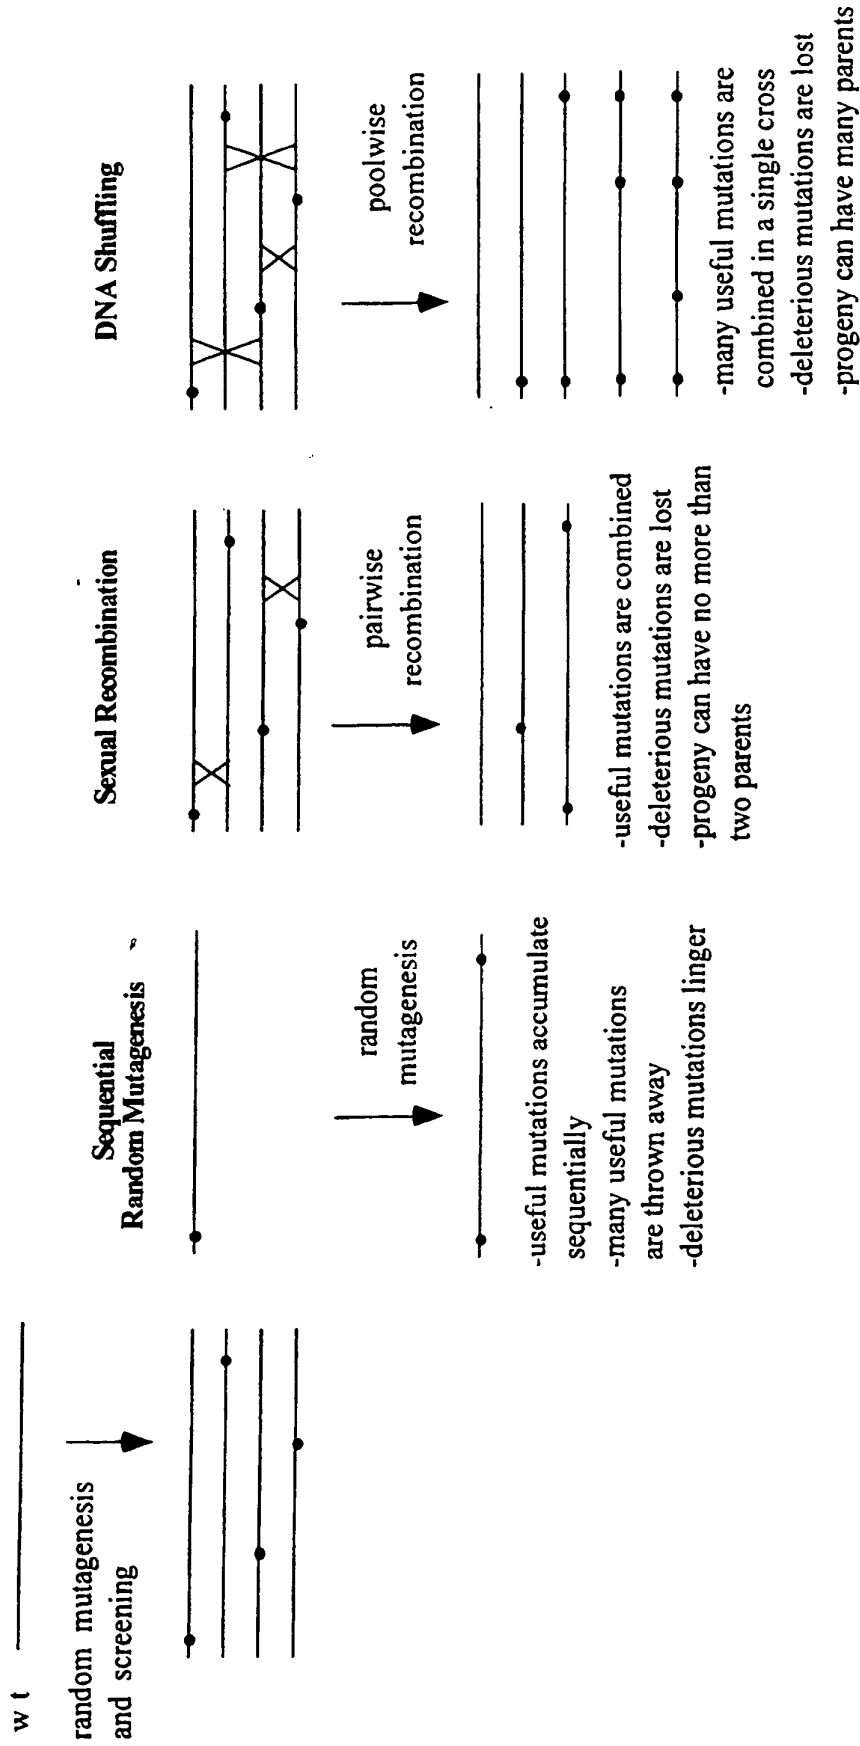 w t
random mutagenesis
and screening
Sequential
Random Mutagenesis
random
mutagenesis
-useful mutations accumulate
sequentially
-many useful mutations
are thrown away
-deleterious mutations linger
Sexual Recombination
pairwise
recombination
-useful mutations are combined
-deleterious mutations are lost
-progeny can have no more than
two parents
DNA Shuffling
poolwise
recombination
-many useful mutations are
combined in a single cross
-deleterious mutations are lost
-progeny can have many parents